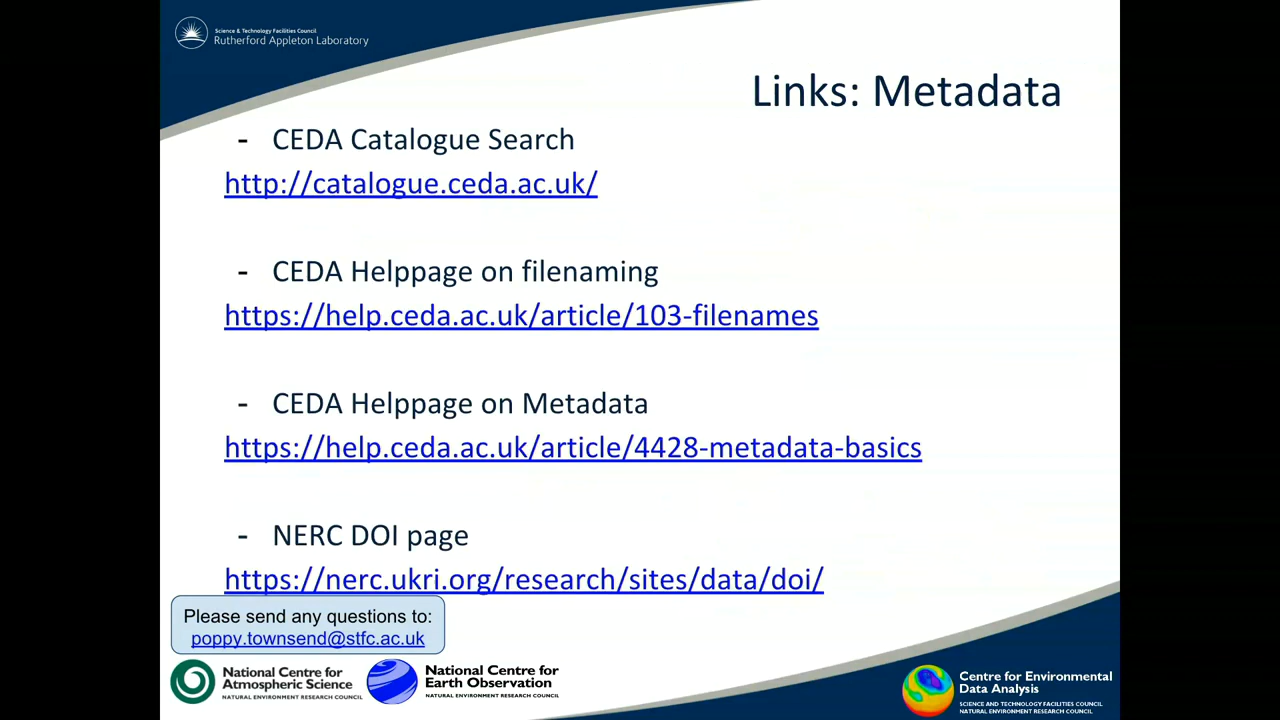 Science & Technology Facilities Council
Rutherford Appleton Laboratory
Links: Metadata
- CEDA Catalogue Search
http://catalogue.ceda.ac.uk/
- CEDA Helppage on filenaming
https://help.ceda.ac.uk/article/103-filenames
- CEDA Helppage on Metadata
https://help.ceda.ac.uk/article/4428-metadata-basics
- NERC DOI page
https://nerc.ukri.org/research/sites/data/doi/
Please send any questions to:
poppy.townsend@stfc.ac.uk
National Centre for
Atmospheric Science
NATURAL ENVIRONMENT RESEARCH COUNCIL
National Centre for
Earth Observation
NATURAL ENVIRONMENT RESEARCH COUNCIL
Centre for Environmental
Data Analysis
SCIENCE AND TECHNOLOGY FACILITIES COUNCIL
NATURAL ENVIRONMENT RESEARCH COUNCIL